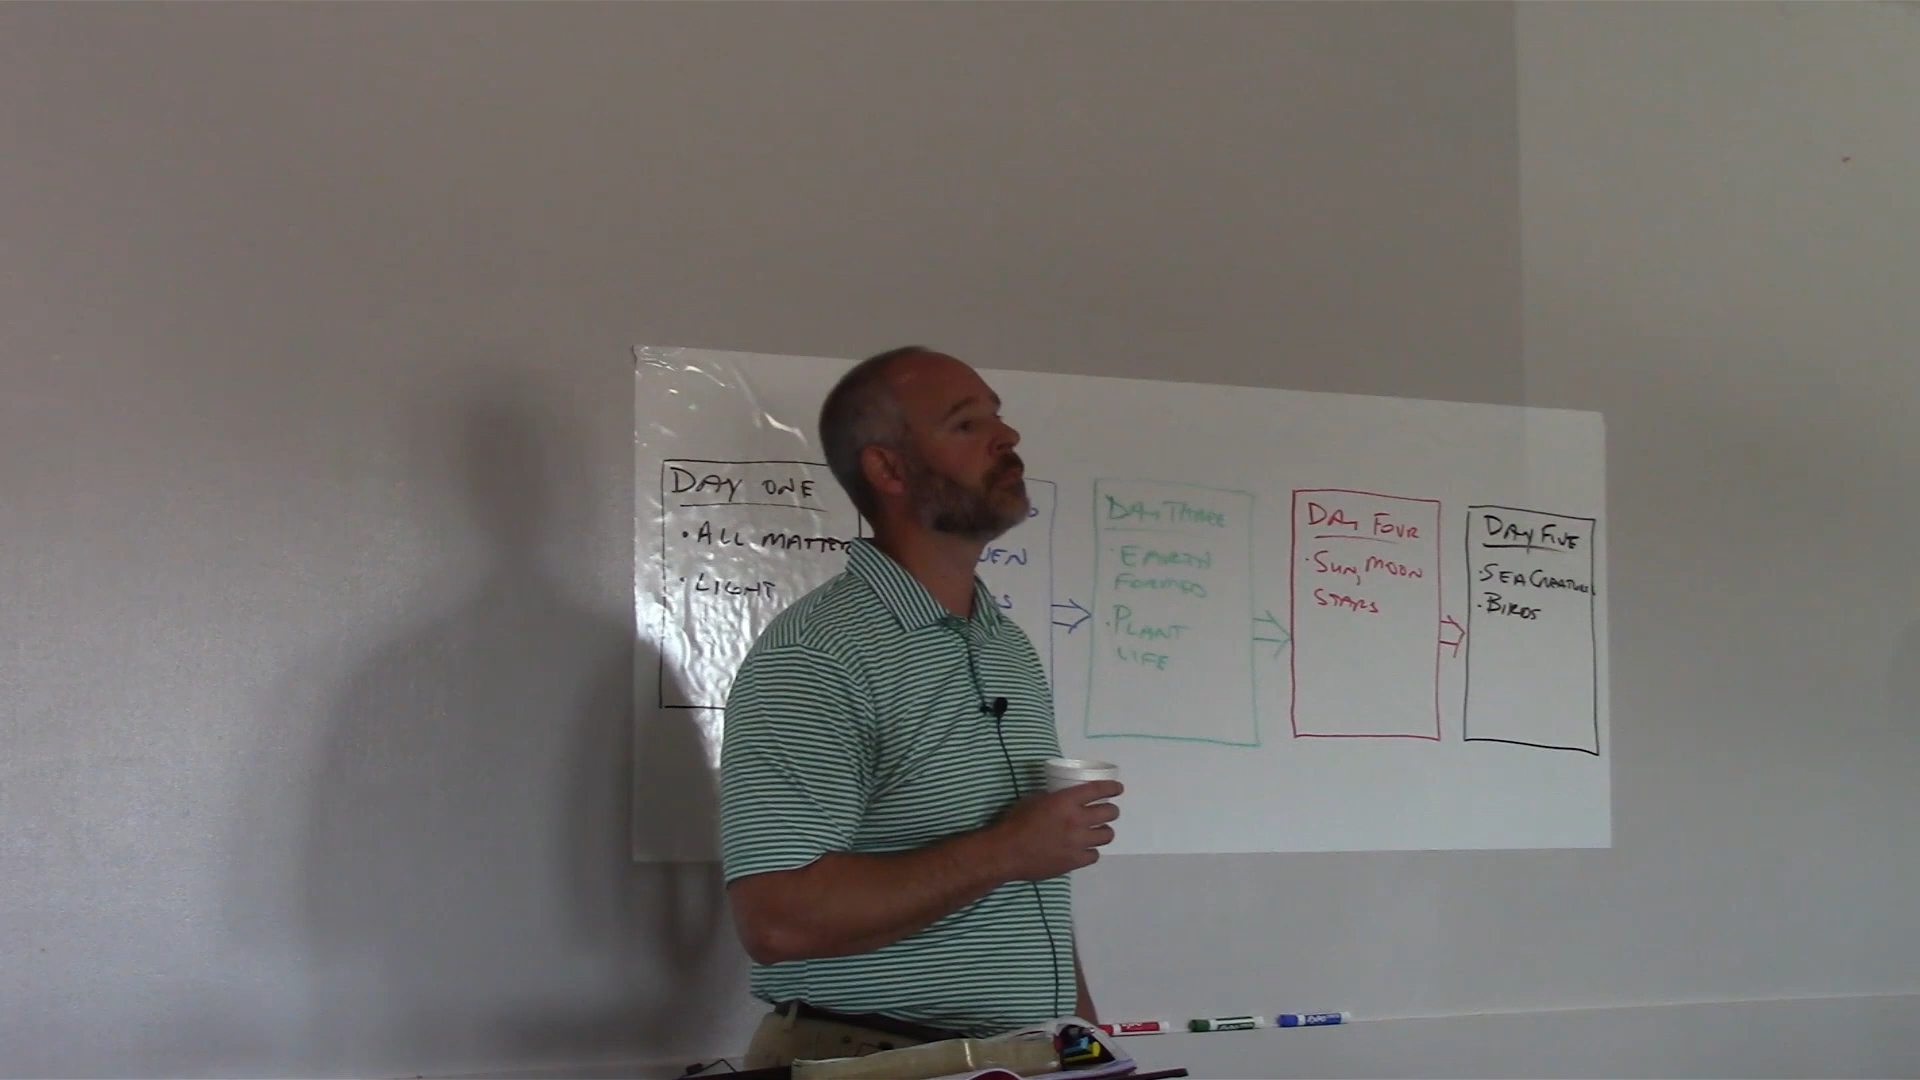 DAY ONE
• ALL MATTER
• LIGHT
DAY THREE
• EARTH
FORMED
• PLANT
LIFE
DAY FOUR
• SUN, MOON
STARS
DAY FIVE
• SEA CREATURES
• BIRDS